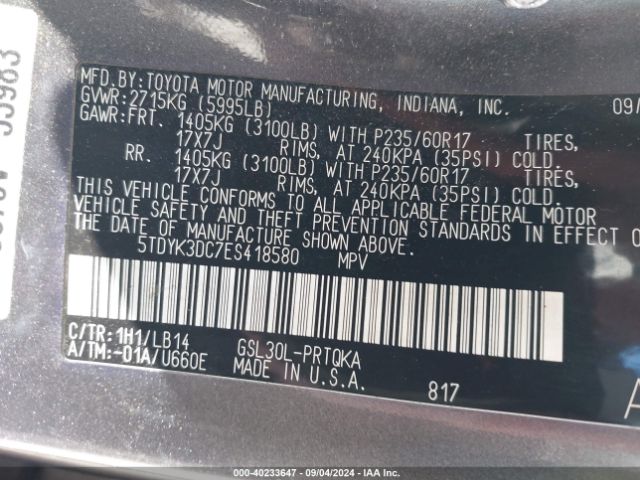 MFD.BY:TOYOTA MOTOR MANUFACTURING, INDIANA, INC. 09/
GVWR:2715KG (5995LB)
GAWR:FRT. 1405KG (3100LB) WITH P235/60R17 TIRES,
17X7J RIMS, AT 240KPA (35PSI) COLD.
RR. 1405KG (3100LB) WITH P235/60R17 TIRES,
17X7J RIMS, AT 240KPA (35PSI) COLD.
THIS VEHICLE CONFORMS TO ALL APPLICABLE FEDERAL MOTOR
VEHICLE SAFETY AND THEFT PREVENTION STANDARDS IN EFFECT O
THE DATE OF MANUFACTURE SHOWN ABOVE.
5TDYK3DC7ES418580 MPV
C/TR:1H1/LB14 GSL30L-PRTQKA
A/TM:-01A/U660E MADE IN U.S.A. 817
A
000-40233647 - 09/04/2024 - IAA Inc.